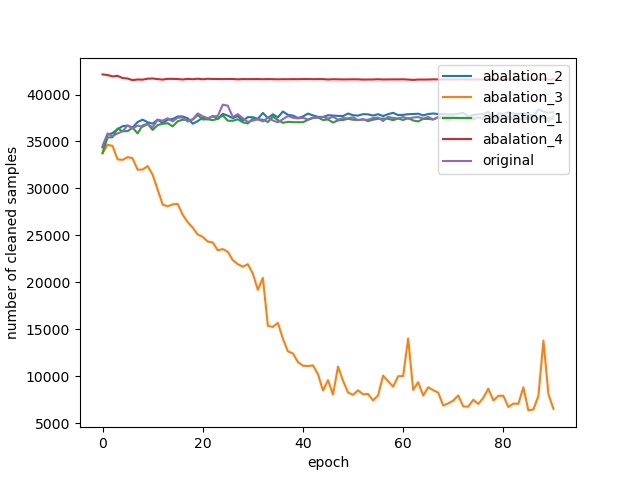 abalation_2
abalation_3
abalation_1
abalation_4
original
number of cleaned samples
40000
35000
30000
25000
20000
15000
10000
5000
0
20
40
60
80
epoch